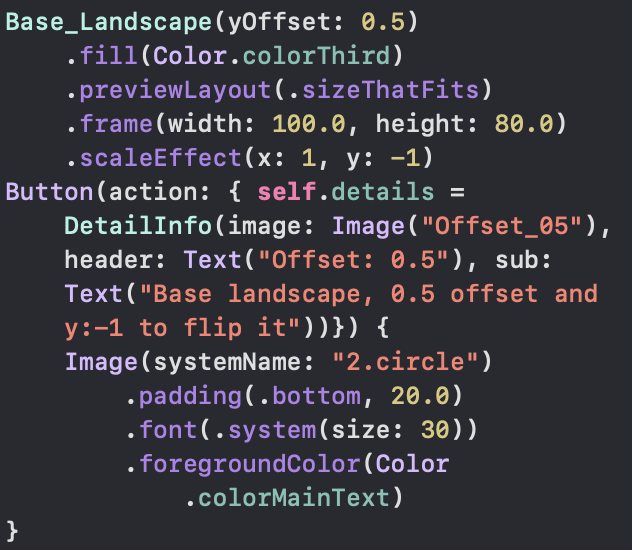 Base_Landscape(yOffset: 0.5)
    .fill(Color.colorThird)
    .previewLayout(.sizeThatFits)
    .frame(width: 100.0, height: 80.0)
    .scaleEffect(x: 1, y: -1)
Button(action: { self.details =
    DetailInfo(image: Image("Offset_05"),
    header: Text("Offset: 0.5"), sub:
    Text("Base landscape, 0.5 offset and
    y:-1 to flip it"))}) {
    Image(systemName: "2.circle")
        .padding(.bottom, 20.0)
        .font(.system(size: 30))
        .foregroundColor(Color
            .colorMainText)
}